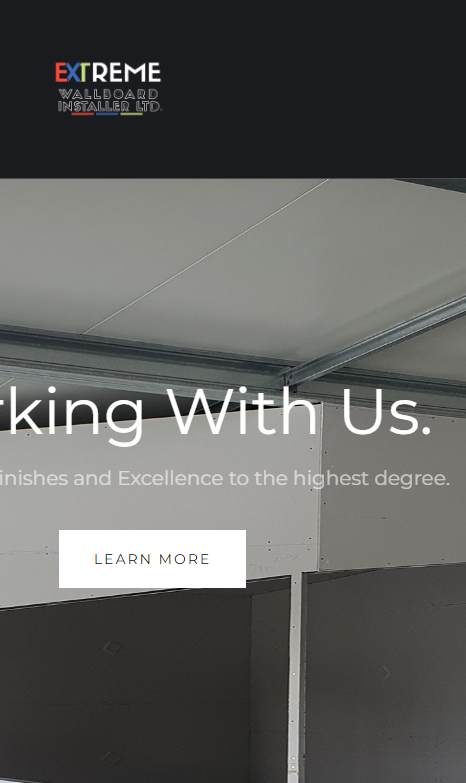 EXTREME
WALLBOARD
INSTALLER LTD.
rking With Us.
inishes and Excellence to the highest degree.
LEARN MORE